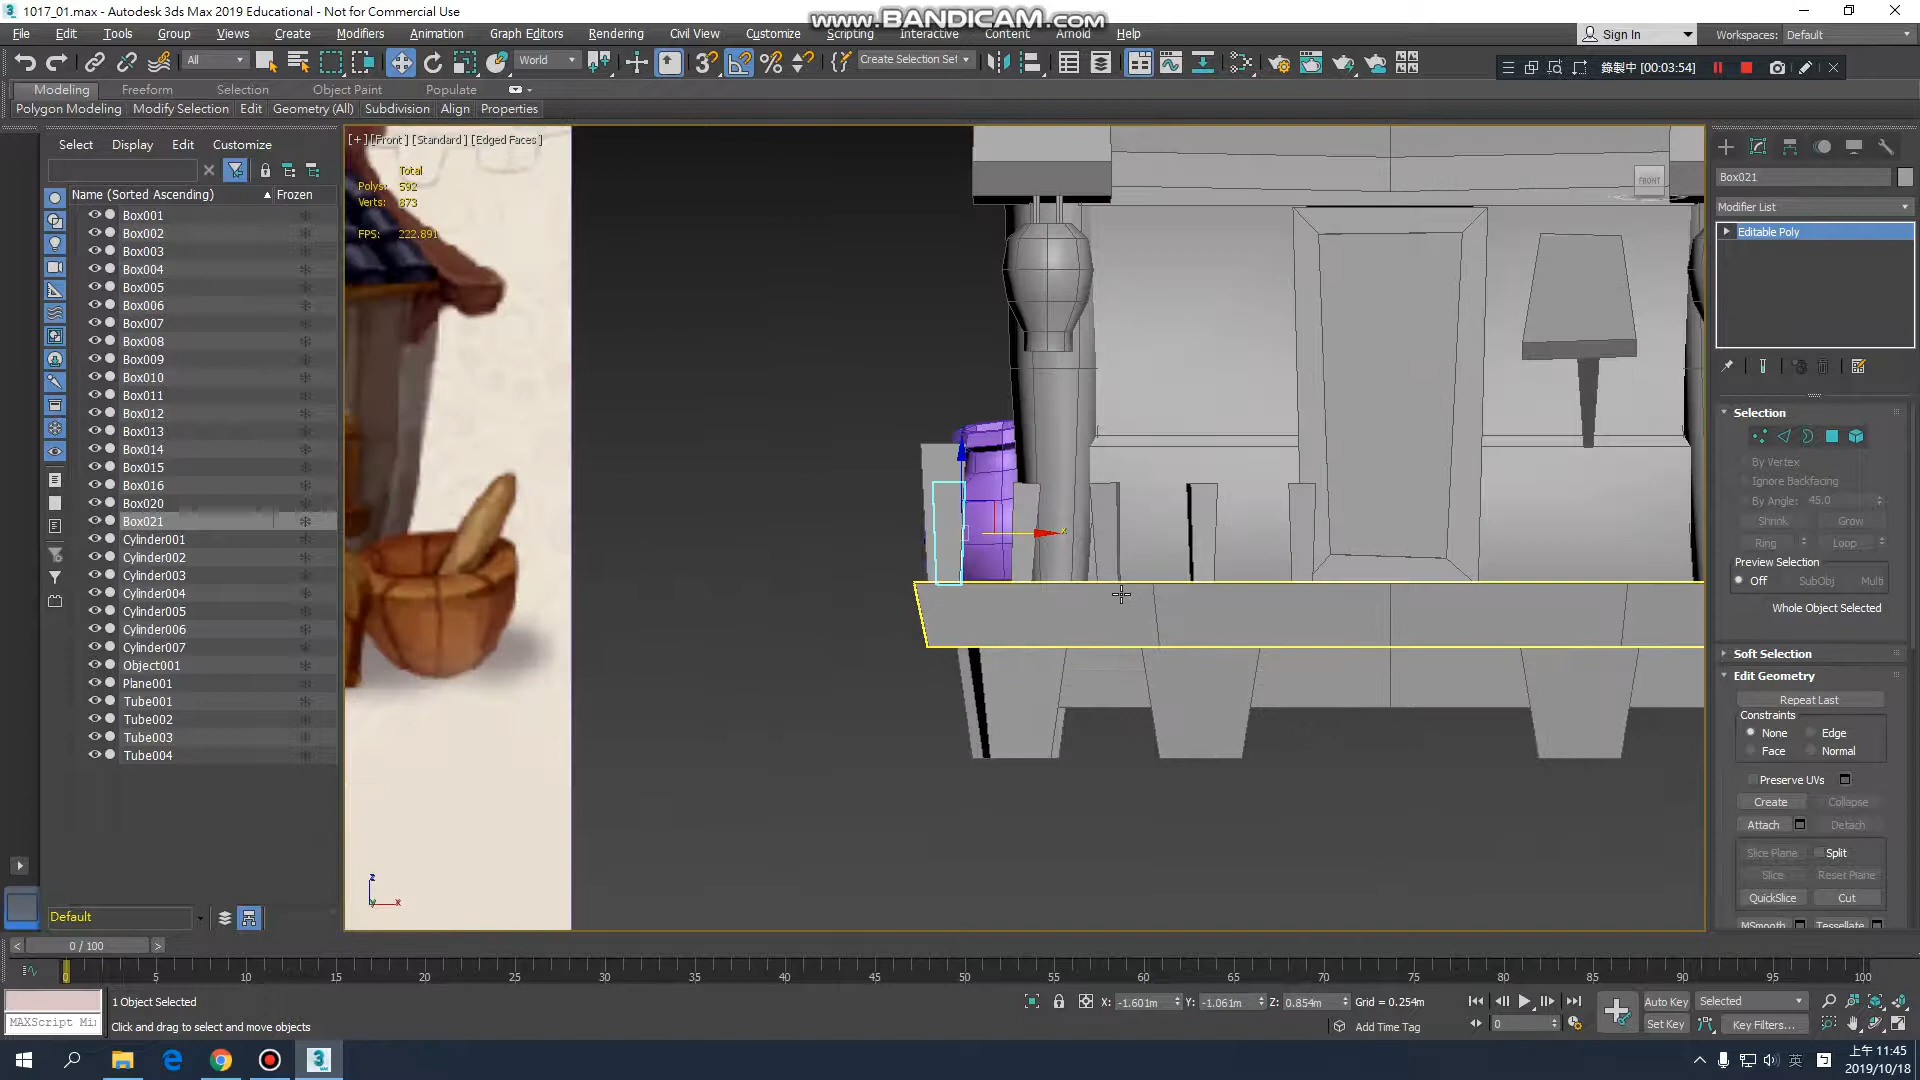 1017_01.max - Autodesk 3ds Max 2019 Educational - Not for Commercial Use
www.BANDICAM.com
File Edit Tools Group Views Create Modifiers Animation Graph Editors Rendering Civil View Customize Scripting Interactive Content Arnold Help
Sign In
Workspaces: Default
All
World
Create Selection Set
錄製中 [00:03:54]
Modeling Freeform Selection Object Paint Populate
Polygon Modeling Modify Selection Edit Geometry (All) Subdivision Align Properties
Select Display Edit Customize
Name (Sorted Ascending) Frozen
Box001
Box002
Box003
Box004
Box005
Box006
Box007
Box008
Box009
Box010
Box011
Box012
Box013
Box014
Box015
Box016
Box020
Box021
Cylinder001
Cylinder002
Cylinder003
Cylinder004
Cylinder005
Cylinder006
Cylinder007
Object001
Plane001
Tube001
Tube002
Tube003
Tube004
Default
[+] [Front] [Standard] [Edged Faces]
Total
Polys: 592
Verts: 873
FPS: 222.891
FRONT
x
z
x
Box021
Modifier List
Editable Poly
Selection
By Vertex
Ignore Backfacing
By Angle: 45.0
Shrink Grow
Ring Loop
Preview Selection
Off SubObj Multi
Whole Object Selected
Soft Selection
Edit Geometry
Repeat Last
Constraints
None Edge
Face Normal
Preserve UVs
Create Collapse
Attach Detach
Slice Plane Split
Slice Reset Plane
QuickSlice Cut
MSmooth Tessellate
0 / 100
0 5 10 15 20 25 30 35 40 45 50 55 60 65 70 75 80 85 90 95 100
1 Object Selected
MAXScript Mi
Click and drag to select and move objects
X: -1.601m Y: -1.061m Z: 0.854m Grid = 0.254m
Add Time Tag
0
Auto Key Selected
Set Key Key Filters...
英
上午 11:45
2019/10/18